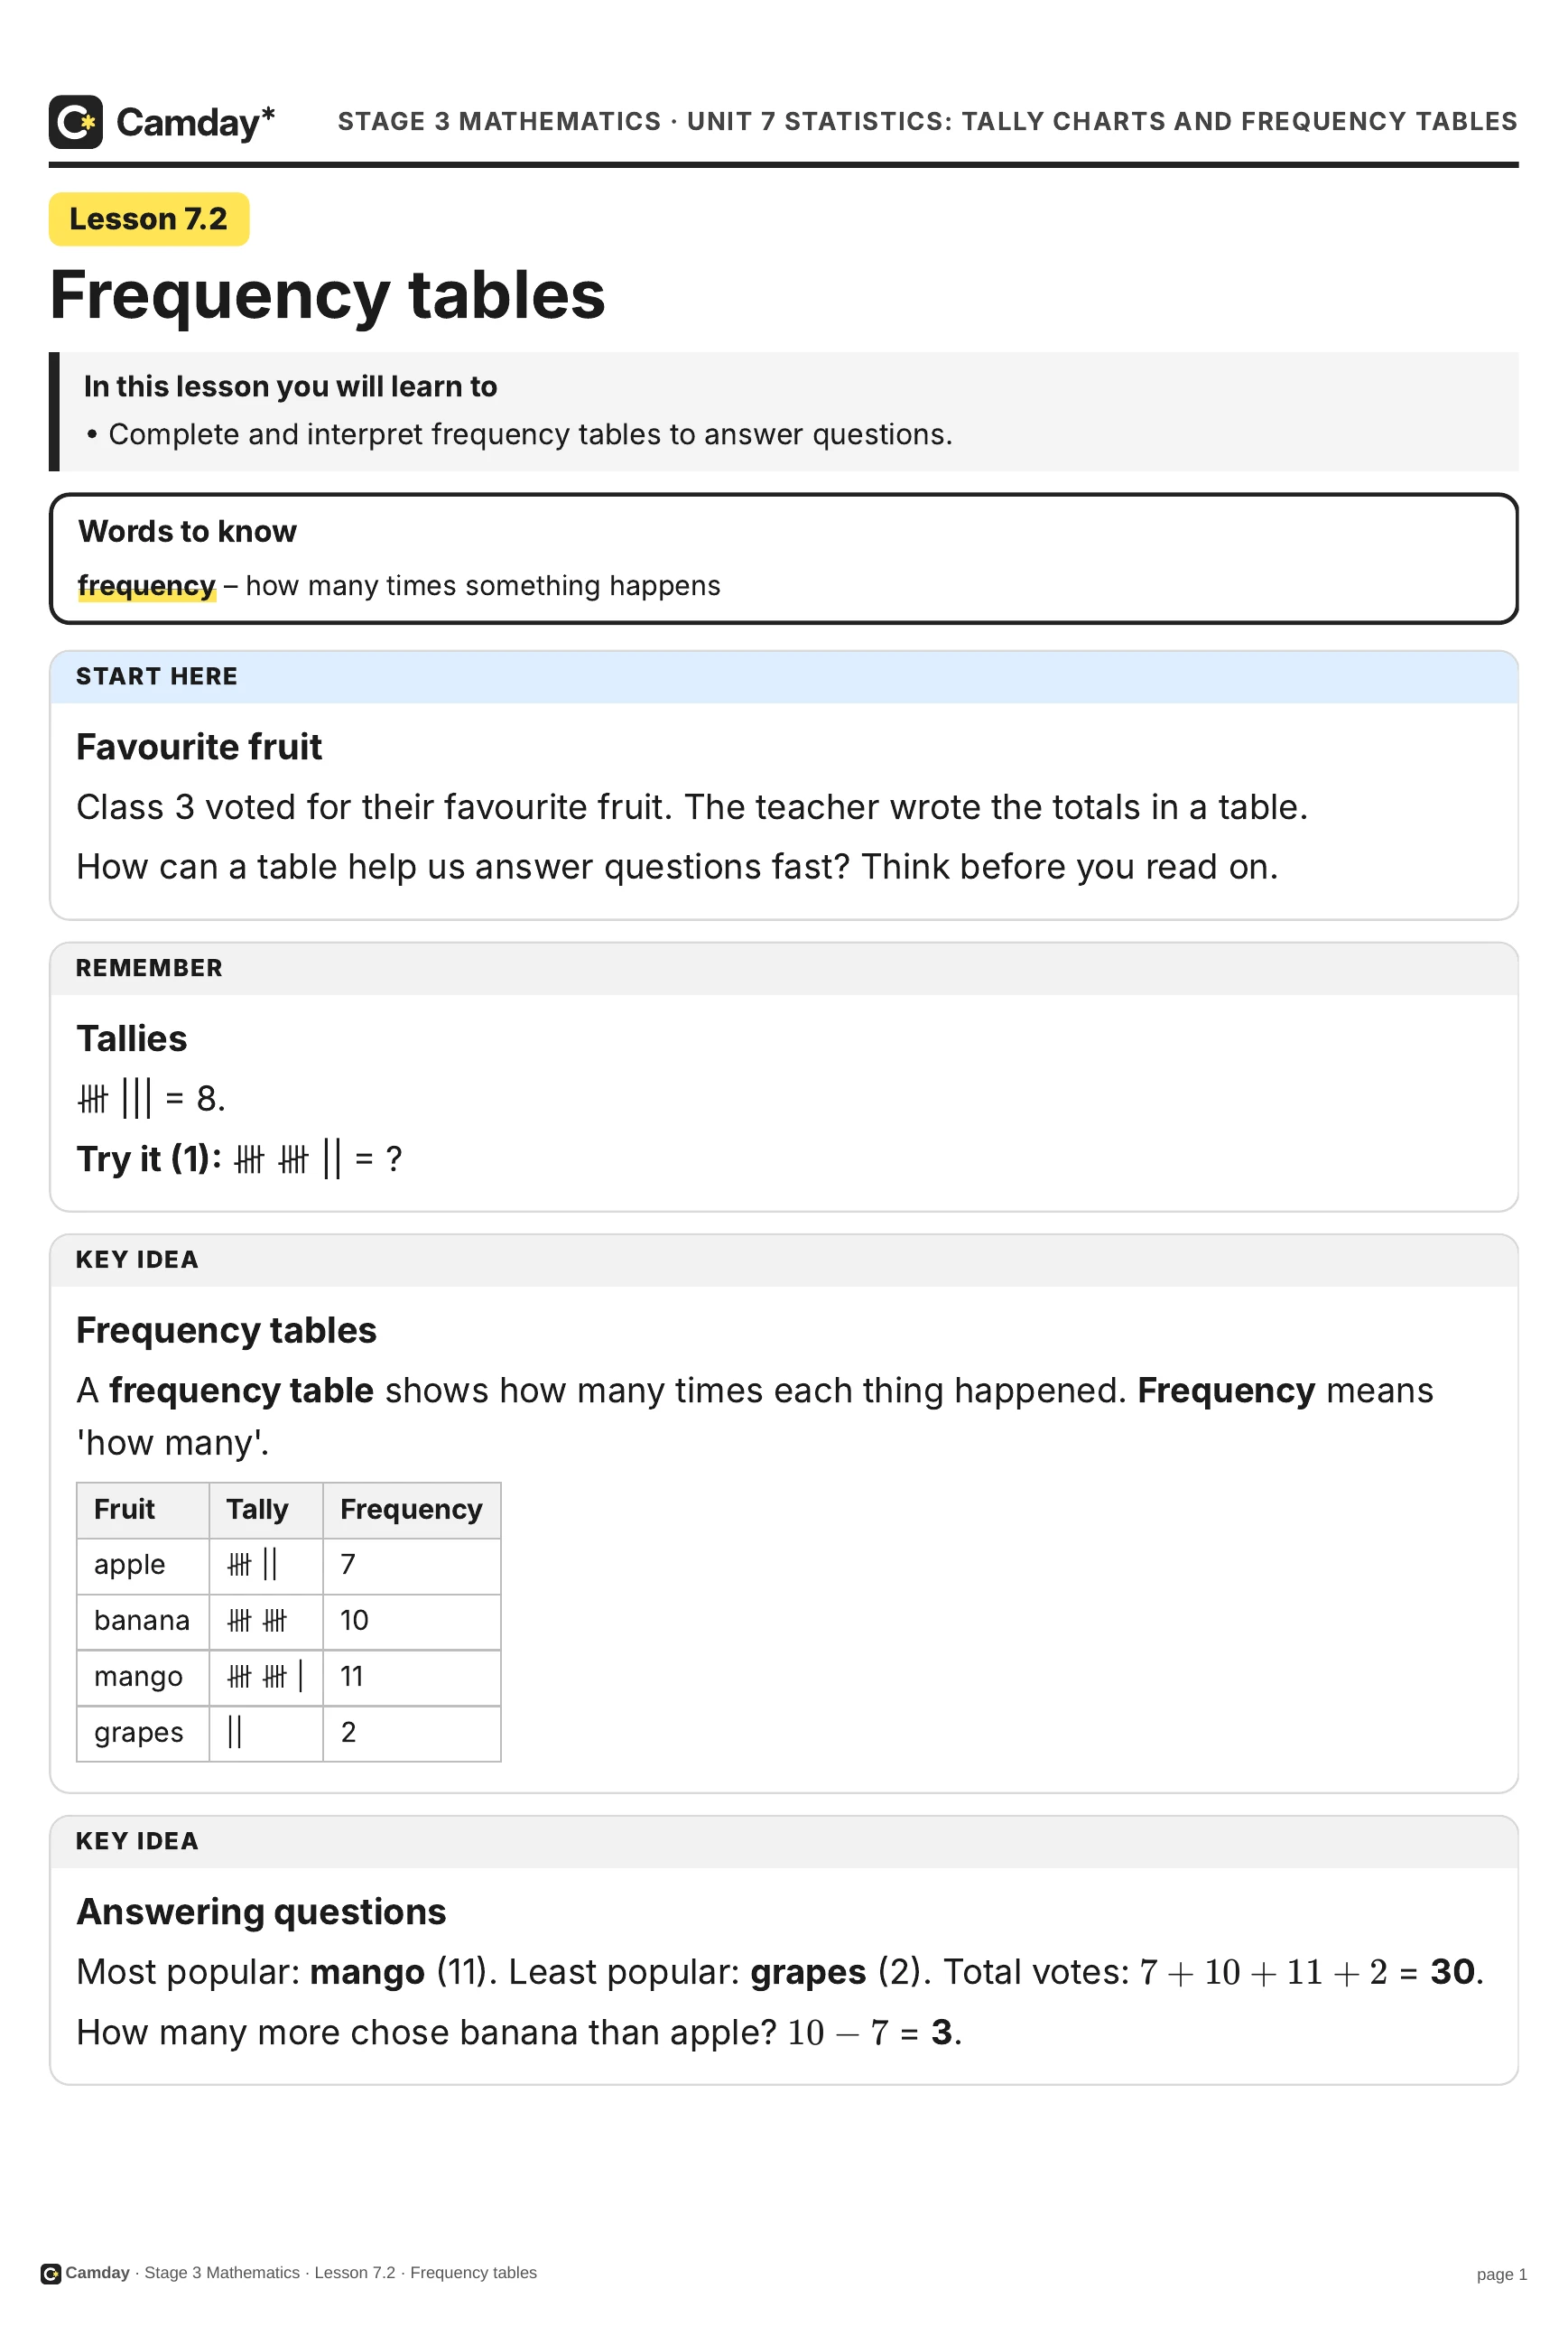 Camday*
STAGE 3 MATHEMATICS · UNIT 7 STATISTICS: TALLY CHARTS AND FREQUENCY TABLES
Lesson 7.2
Frequency tables
In this lesson you will learn to
• Complete and interpret frequency tables to answer questions.
Words to know
frequency – how many times something happens
START HERE
Favourite fruit
Class 3 voted for their favourite fruit. The teacher wrote the totals in a table.
How can a table help us answer questions fast? Think before you read on.
REMEMBER
Tallies
卌 ||| = 8.
Try it (1): 卌 卌 || = ?
KEY IDEA
Frequency tables
A frequency table shows how many times each thing happened. Frequency means
'how many'.
Fruit Tally Frequency
apple 卌 || 7
banana 卌 卌 10
mango 卌 卌 | 11
grapes || 2
KEY IDEA
Answering questions
Most popular: mango (11). Least popular: grapes (2). Total votes: 7 + 10 + 11 + 2 = 30.
How many more chose banana than apple? 10 − 7 = 3.
Camday · Stage 3 Mathematics · Lesson 7.2 · Frequency tables
page 1